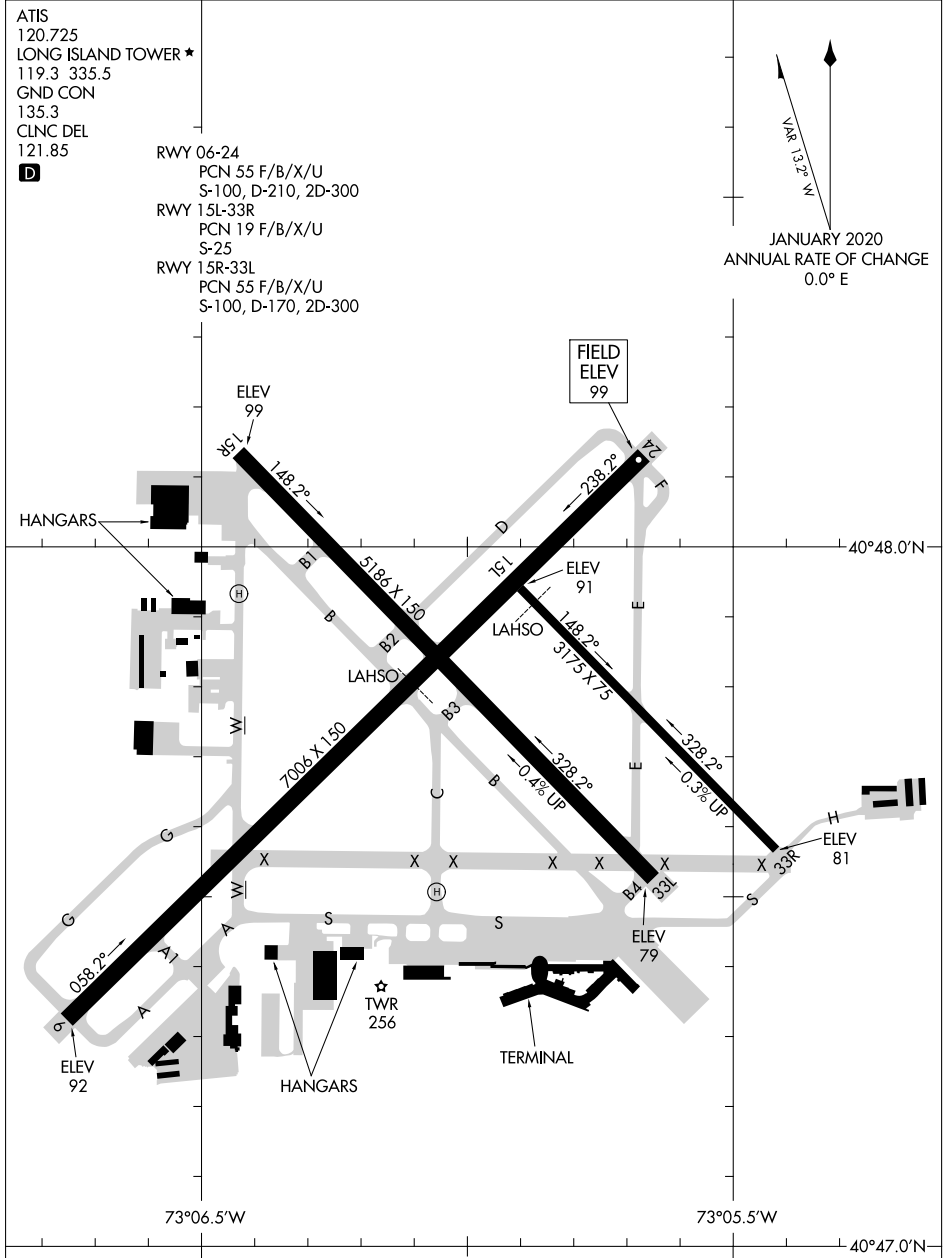 ATIS
120.725
LONG ISLAND TOWER ★
119.3 335.5
GND CON
135.3
CLNC DEL
121.85
D
RWY 06-24
PCN 55 F/B/X/U
S-100, D-210, 2D-300
RWY 15L-33R
PCN 19 F/B/X/U
S-25
RWY 15R-33L
PCN 55 F/B/X/U
S-100, D-170, 2D-300
VAR 13.2° W
JANUARY 2020
ANNUAL RATE OF CHANGE
0.0° E
FIELD
ELEV
99
ELEV
99
15R
24
148.2°
238.2°
F
HANGARS
D
40°48.0'N
15L
B1
5186 X 150
ELEV
91
H
E
B
LAHSO
148.2°
3175 X 75
B2
LAHSO
B3
W
7006 X 150
328.2°
0.4% UP
328.2°
0.3% UP
E
B
C
H
G
ELEV
81
X
X
X
X
X
X
X
33R
W
H
B4
33L
S
G
A
S
S
ELEV
79
A1
058.2°
A
6
TWR
256
ELEV
92
TERMINAL
HANGARS
73°06.5'W
73°05.5'W
40°47.0'N